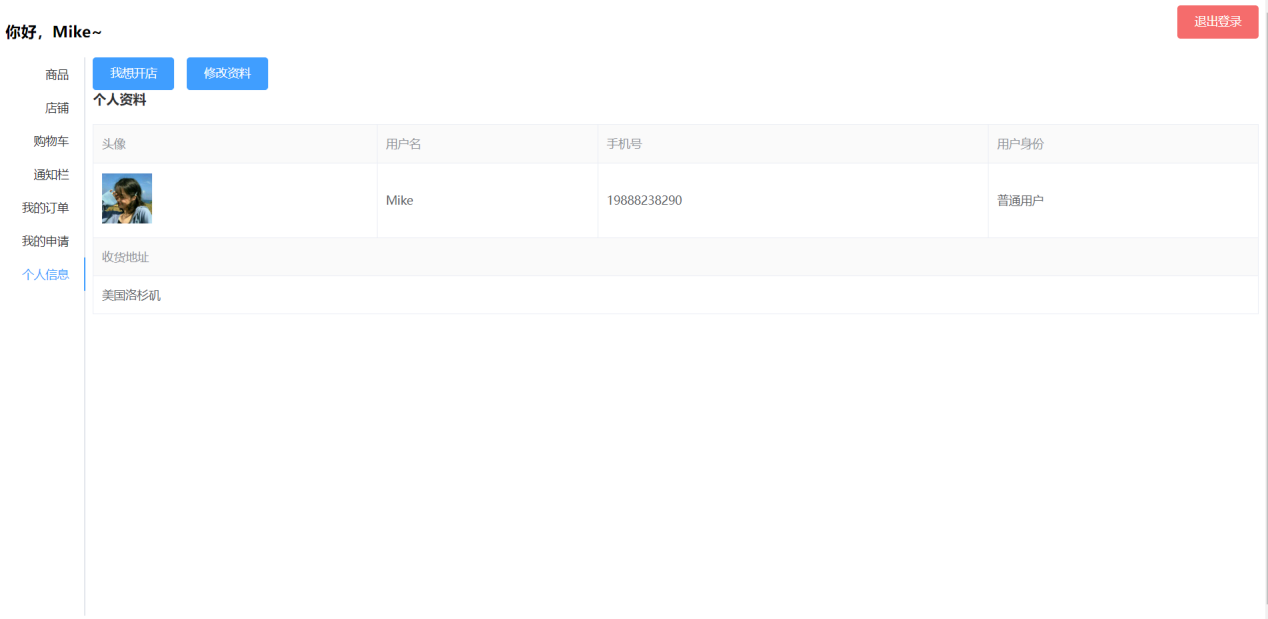 退出登录
你好，Mike~
商品
店铺
购物车
通知栏
我的订单
我的申请
个人信息
我想开店 修改资料
个人资料
头像 用户名 手机号 用户身份
Mike 19888238290 普通用户
收货地址
美国洛杉矶